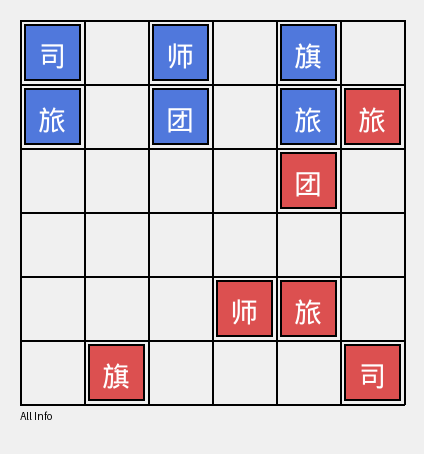 司 师 旗
旅 团 旅 旅
团
师 旅
旗 司
All Info